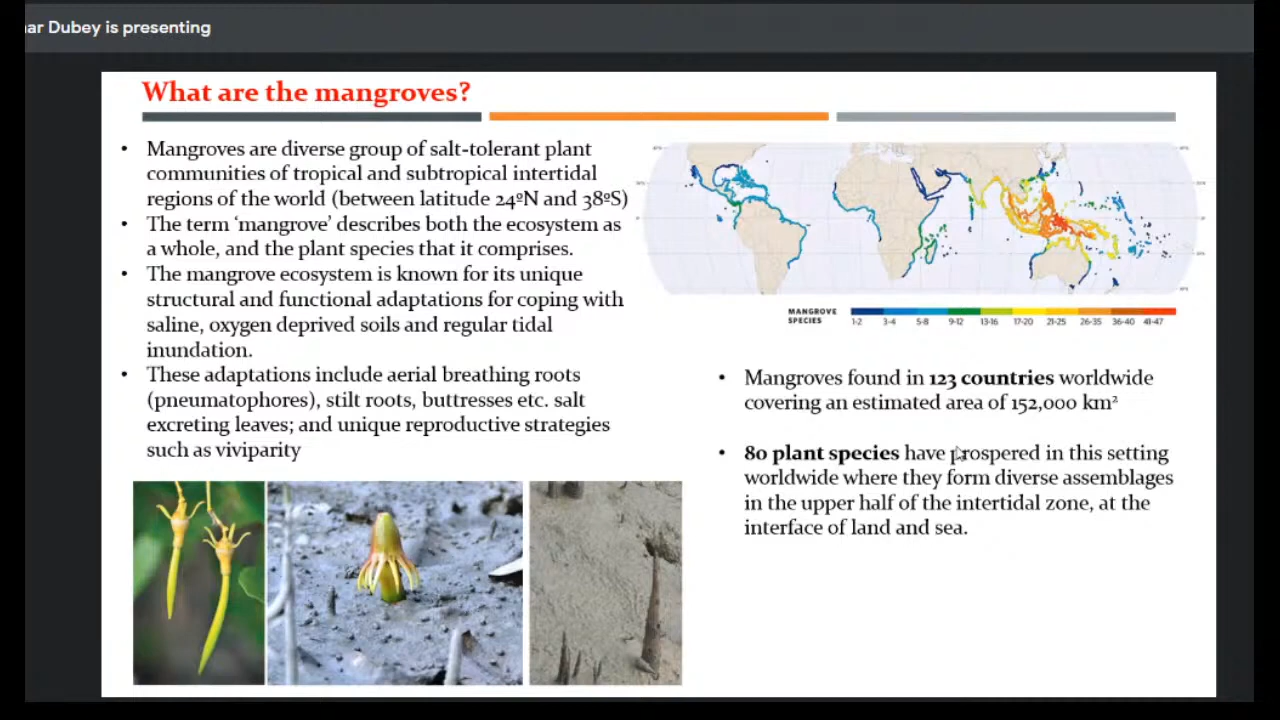 ar Dubey is presenting
What are the mangroves?
• Mangroves are diverse group of salt-tolerant plant
communities of tropical and subtropical intertidal
regions of the world (between latitude 24ºN and 38ºS)
• The term ‘mangrove’ describes both the ecosystem as
a whole, and the plant species that it comprises.
• The mangrove ecosystem is known for its unique
structural and functional adaptations for coping with
saline, oxygen deprived soils and regular tidal
inundation.
• These adaptations include aerial breathing roots
(pneumatophores), stilt roots, buttresses etc. salt
excreting leaves; and unique reproductive strategies
such as viviparity
MANGROVE
SPECIES
1-2 3-4 5-8 9-12 13-16 17-20 21-25 26-35 36-40 41-47
• Mangroves found in 123 countries worldwide
covering an estimated area of 152,000 km²
• 80 plant species have prospered in this setting
worldwide where they form diverse assemblages
in the upper half of the intertidal zone, at the
interface of land and sea.